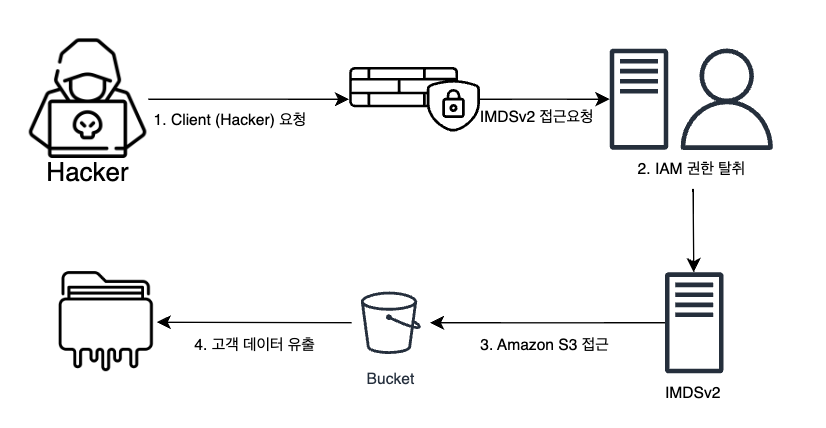 1. Client (Hacker) 요청
IMDSv2 접근요청
Hacker
2. IAM 권한 탈취
4. 고객 데이터 유출
3. Amazon S3 접근
Bucket
IMDSv2